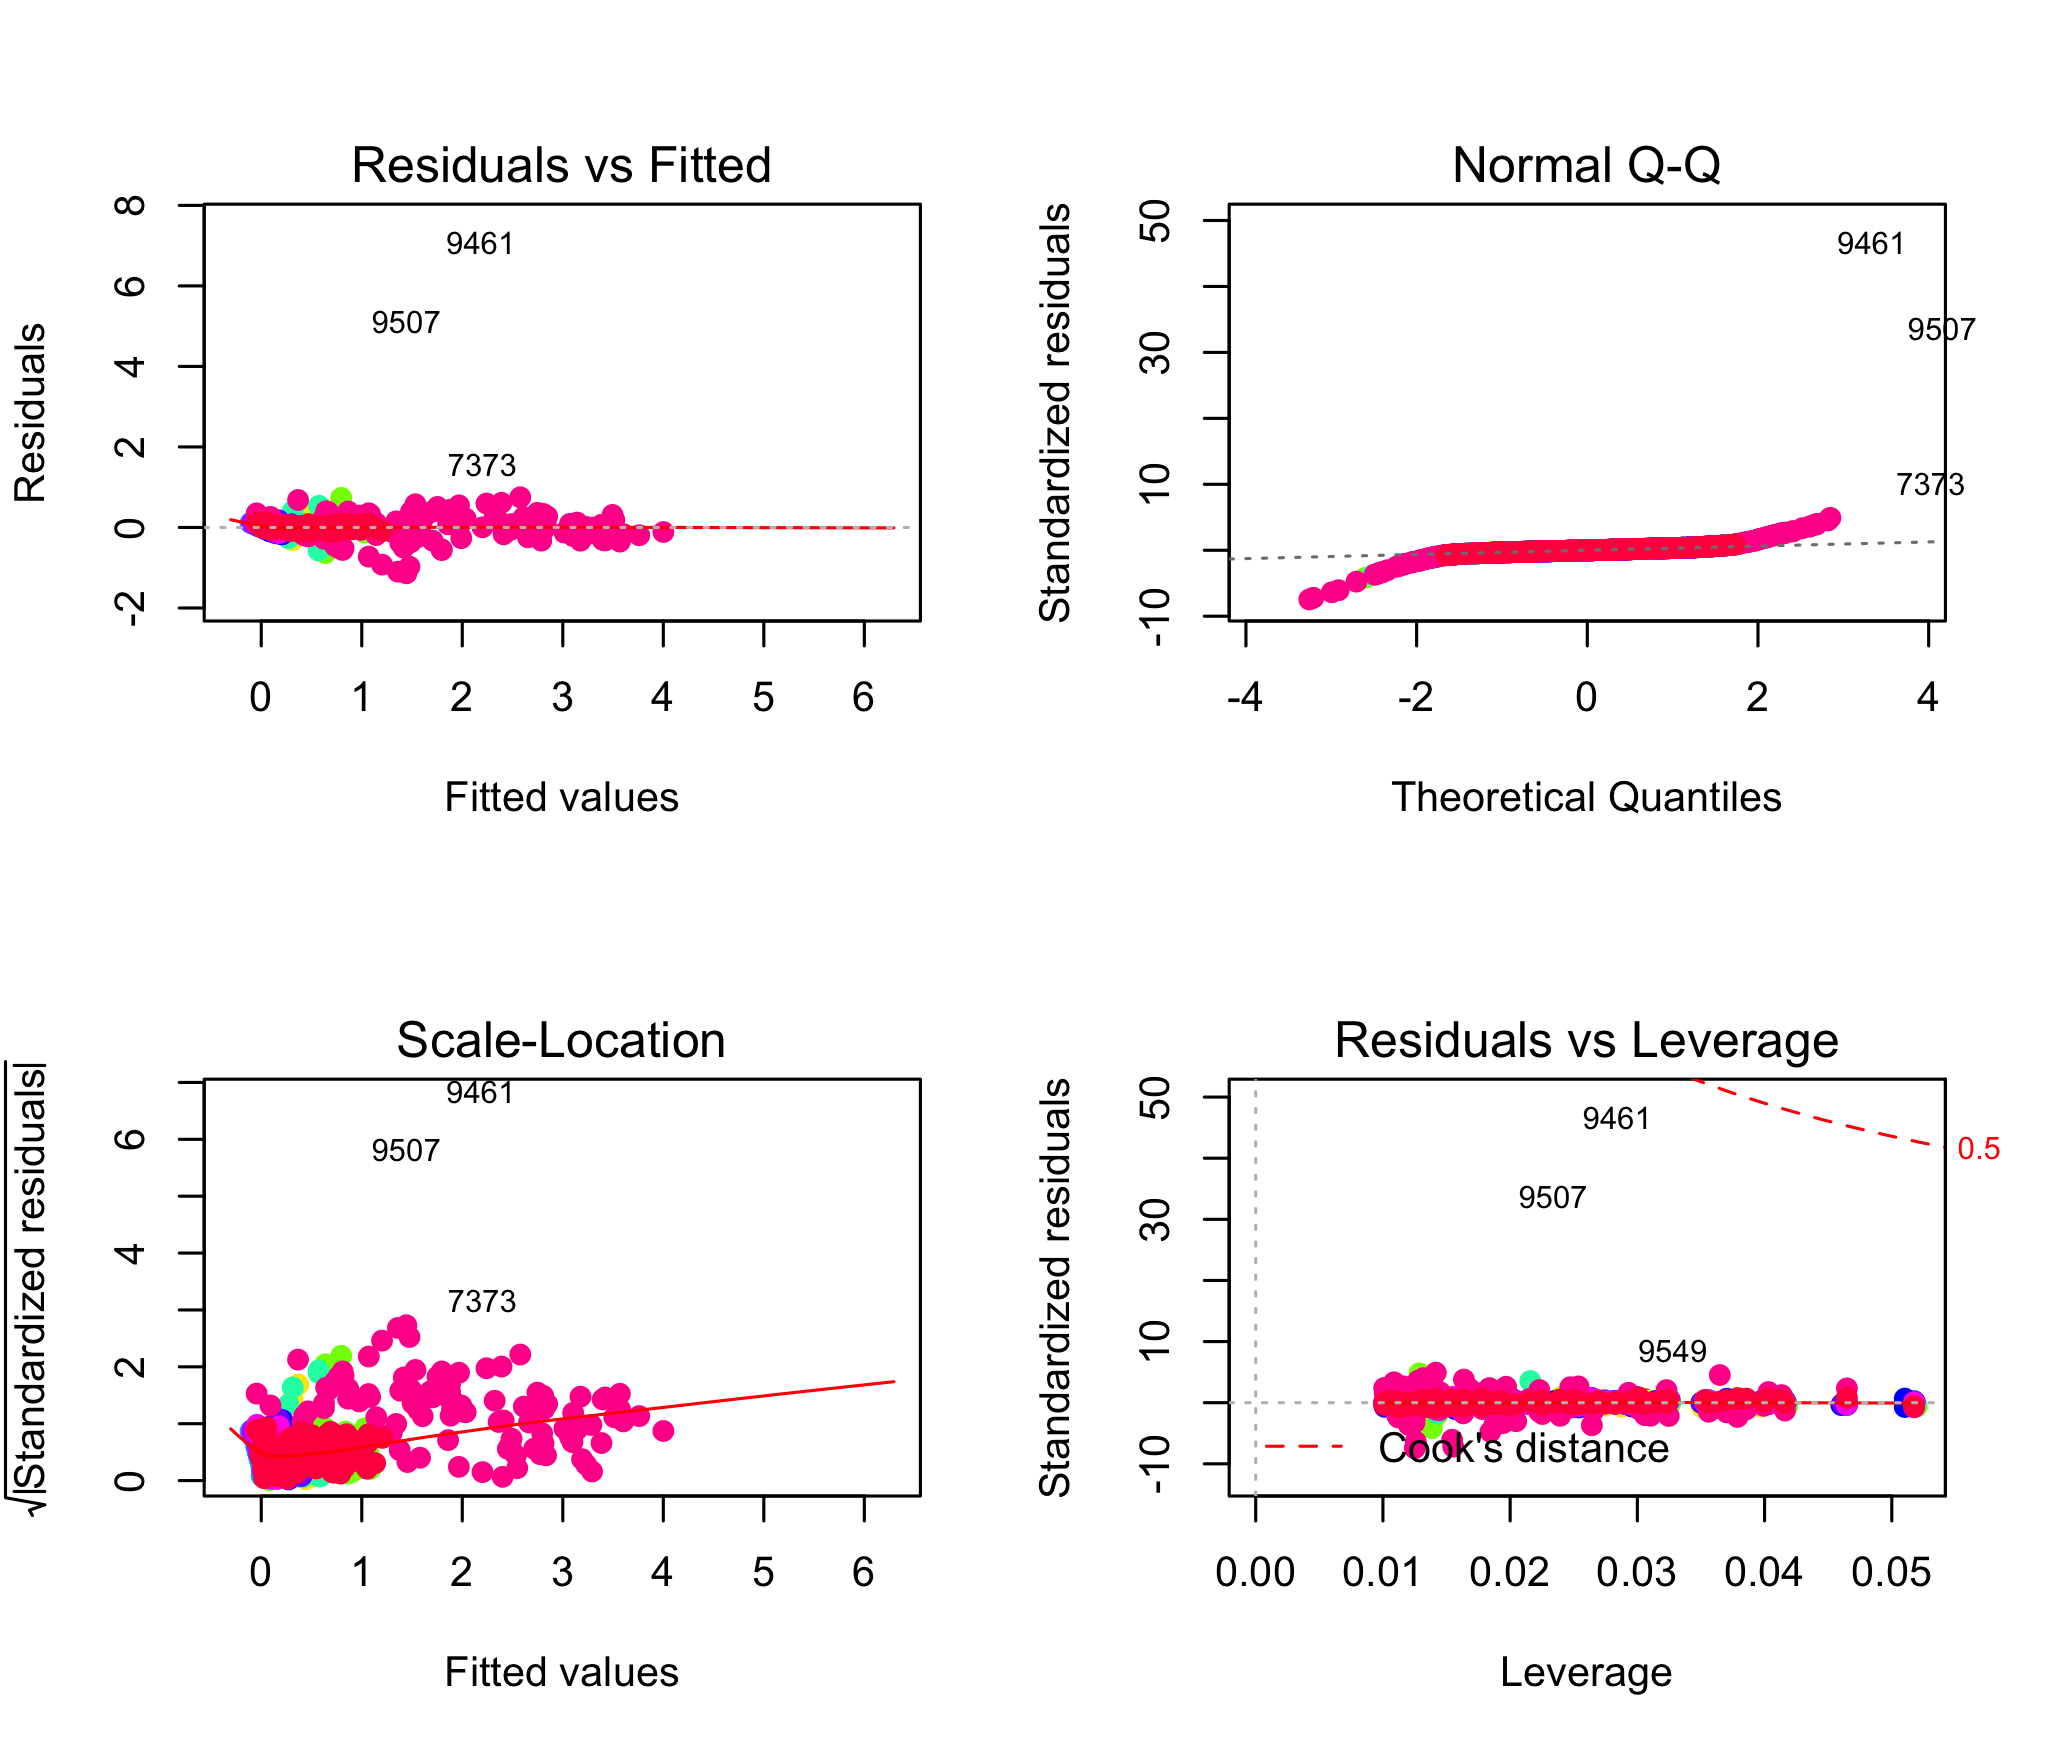 Residuals vs Fitted
Residuals
8
6
4
2
0
-2
9461
9507
7373
0 1 2 3 4 5 6
Fitted values
Normal Q-Q
Standardized residuals
50
30
10
-10
9461
9507
7373
-4 -2 0 2 4
Theoretical Quantiles
Scale-Location
√|Standardized residuals|
6
4
2
0
9461
9507
7373
0 1 2 3 4 5 6
Fitted values
Residuals vs Leverage
Standardized residuals
50
30
10
-10
9461
0.5
9507
9549
Cook's distance
0.00 0.01 0.02 0.03 0.04 0.05
Leverage